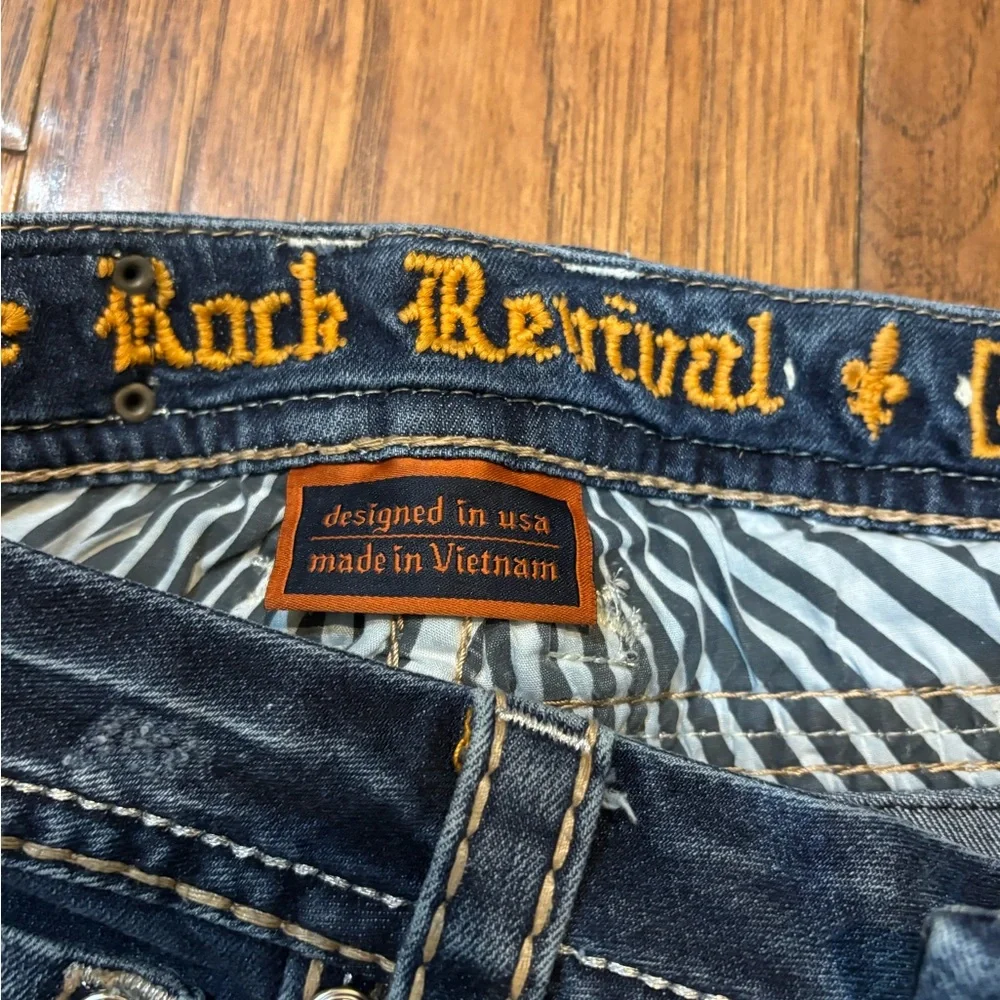 Rock Revival
designed in usa
made in Vietnam